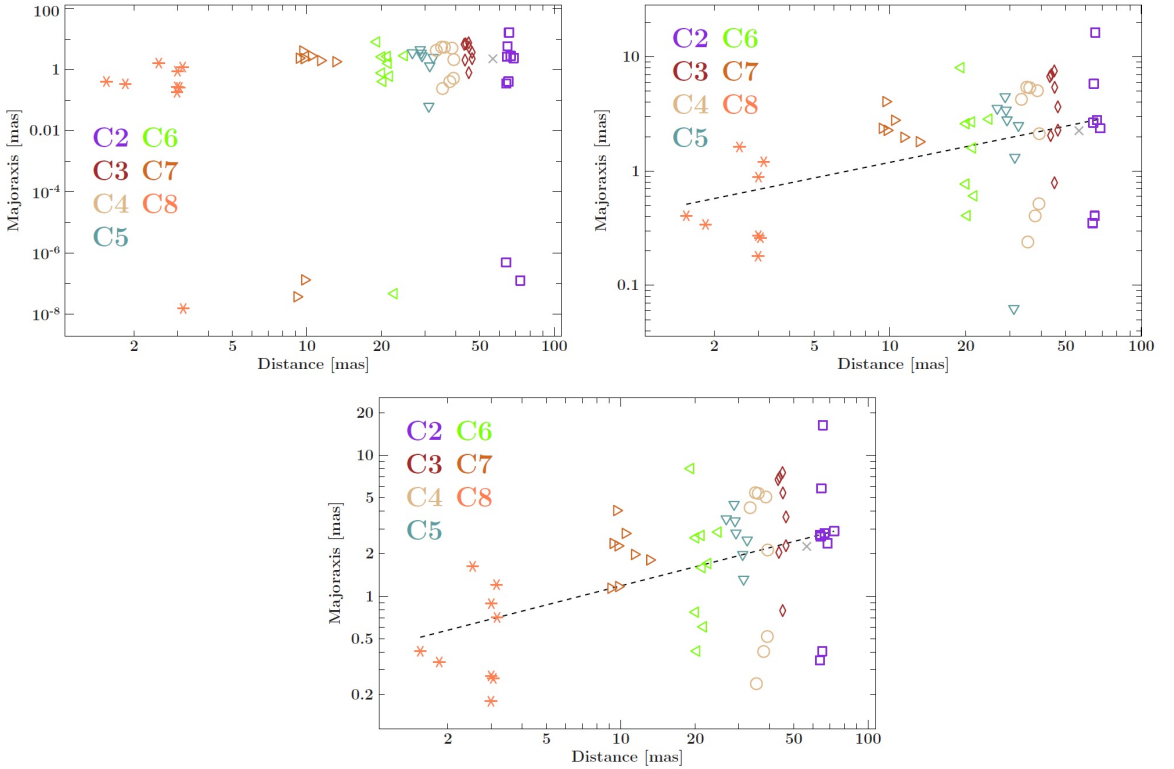 100
1
0.01
10⁻⁴
10⁻⁶
10⁻⁸
Majoraxis [mas]
C2 C6
C3 C7
C4 C8
C5
2 5 10 20 50 100
Distance [mas]
10
1
0.1
Majoraxis [mas]
C2 C6
C3 C7
C4 C8
C5
2 5 10 20 50 100
Distance [mas]
20
10
5
2
1
0.5
0.2
Majoraxis [mas]
C2 C6
C3 C7
C4 C8
C5
2 5 10 20 50 100
Distance [mas]